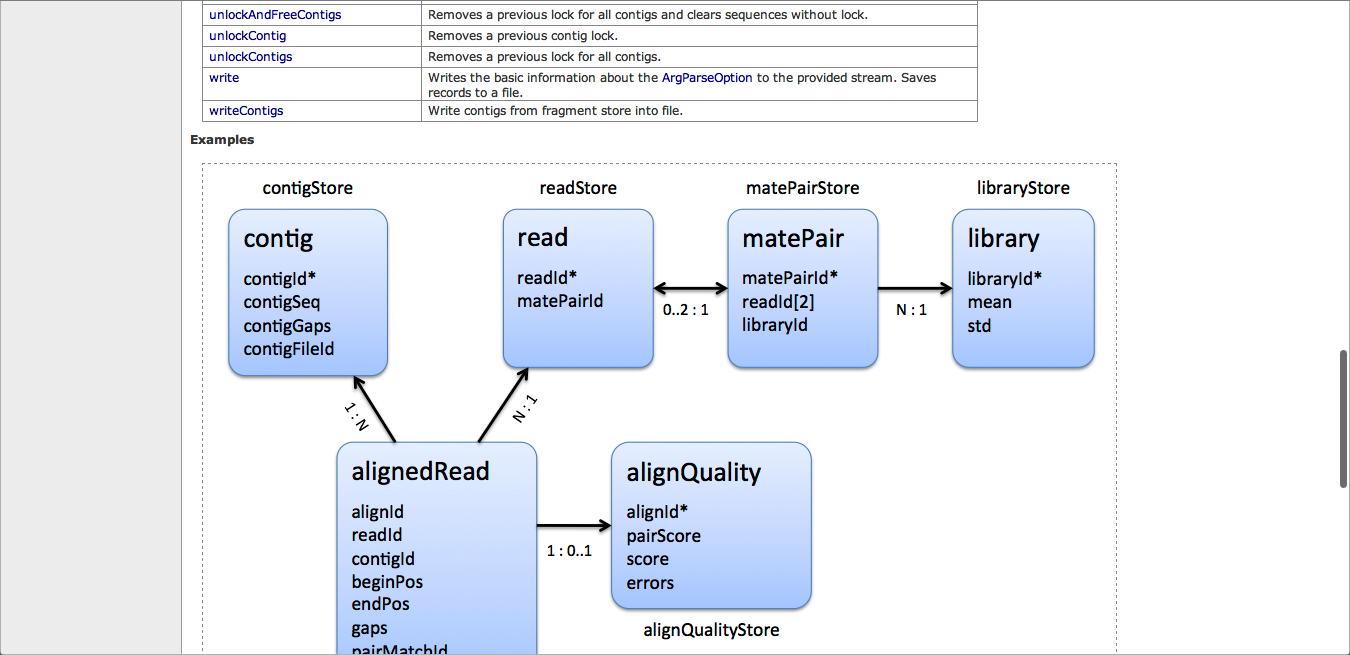 unlockAndFreeContigs Removes a previous lock for all contigs and clears sequences without lock.
unlockContig Removes a previous contig lock.
unlockContigs Removes a previous lock for all contigs.
write Writes the basic information about the ArgParseOption to the provided stream. Saves
records to a file.
writeContigs Write contigs from fragment store into file.
Examples
contigStore
contig
contigId*
contigSeq
contigGaps
contigFileId
readStore
read
readId*
matePairId
0..2 : 1
matePairStore
matePair
matePairId*
readId[2]
libraryId
N : 1
libraryStore
library
libraryId*
mean
std
1 : N
N : 1
alignedRead
alignId
readId
contigId
beginPos
endPos
gaps
pairMatchId
1 : 0..1
alignQuality
alignId*
pairScore
score
errors
alignQualityStore